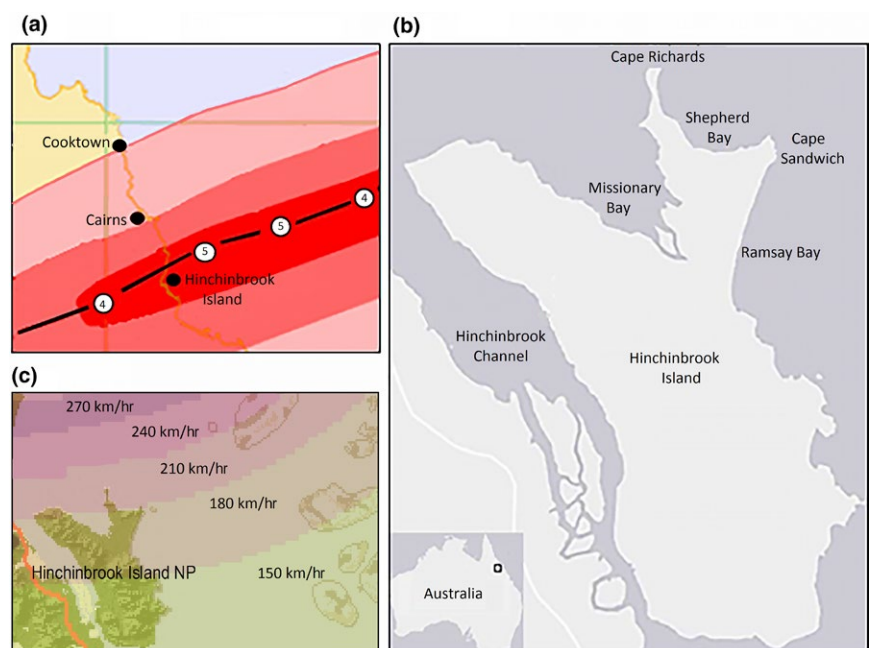 (a)
Cooktown
Cairns
4
5
5
4
Hinchinbrook
Island
(b)
Cape Richards
Shepherd
Bay
Cape
Sandwich
Missionary
Bay
Ramsay Bay
Hinchinbrook
Channel
Hinchinbrook
Island
Australia
(c)
270 km/hr
240 km/hr
210 km/hr
180 km/hr
150 km/hr
Hinchinbrook Island NP